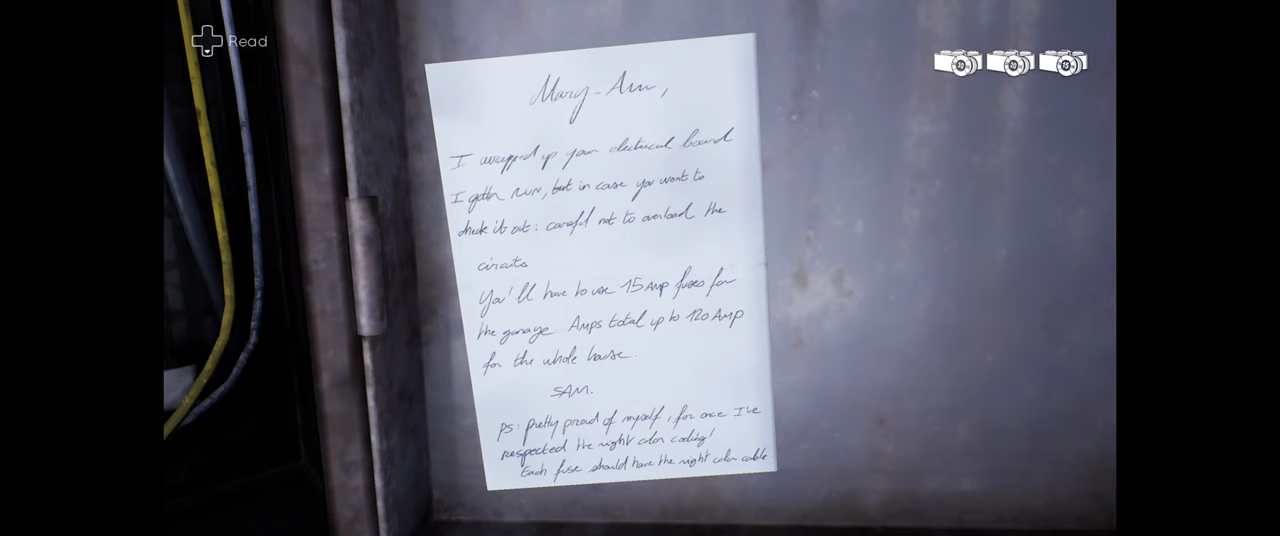 Read
Mary-Ann,
I wrapped up your electrical board
I gotta RUN, but in case you want to
check it out: careful not to overload the
circuits.
You'll have to use 15 AMP fuses for
the garage. Amps total up to 120 AMP
for the whole house.
SAM.
PS: pretty proud of myself, for once I've
respected the right color coding!
Each fuse should have the right color cable